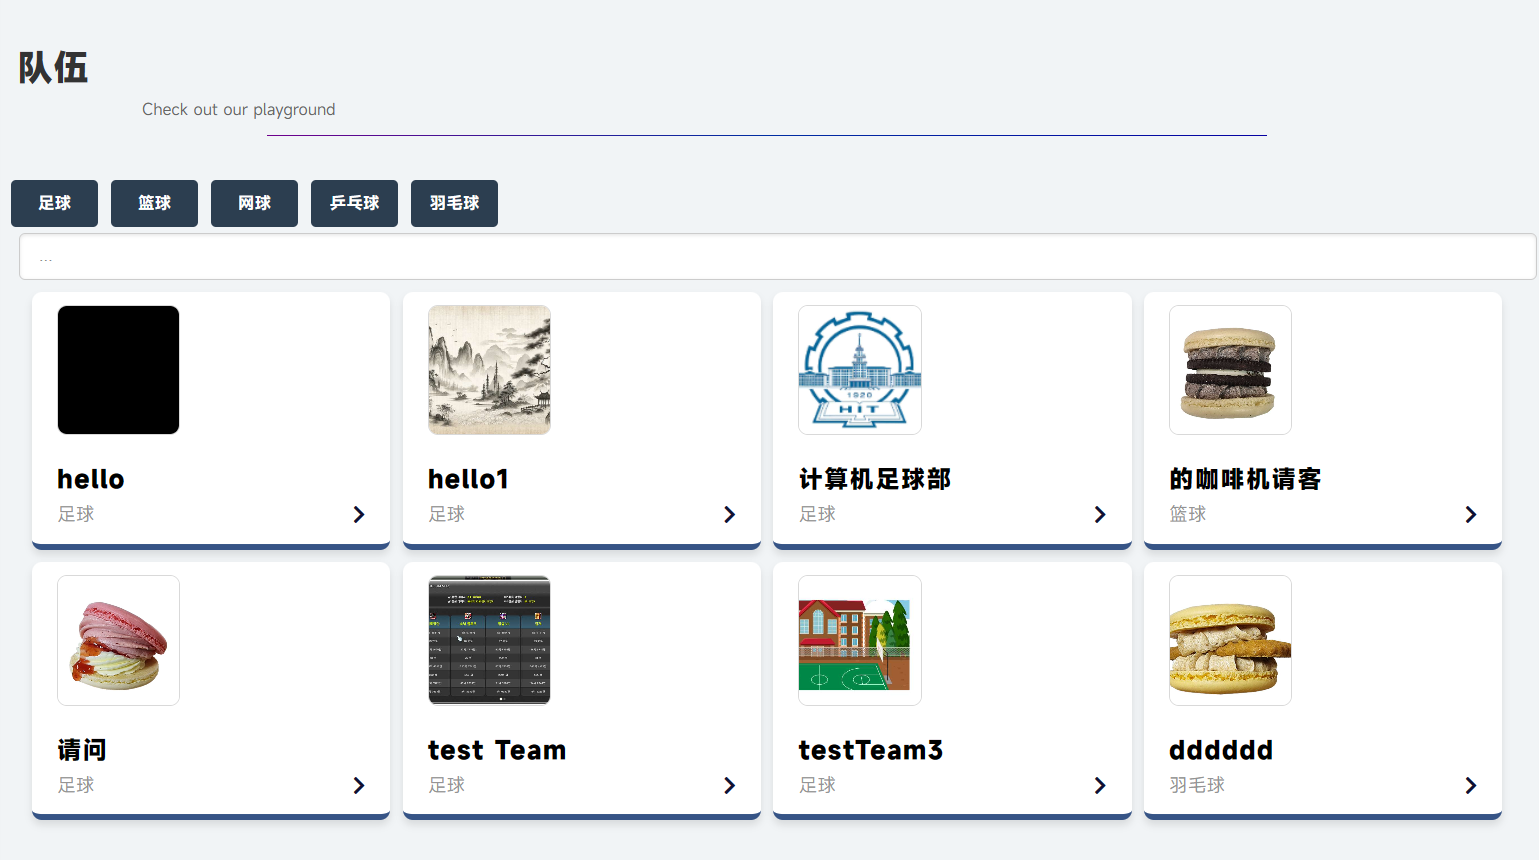 队伍
Check out our playground
足球
篮球
网球
乒乓球
羽毛球
...
1920
HIT
hello
足球
hello1
足球
计算机足球部
足球
的咖啡机请客
篮球
请问
足球
test Team
足球
testTeam3
足球
dddddd
羽毛球